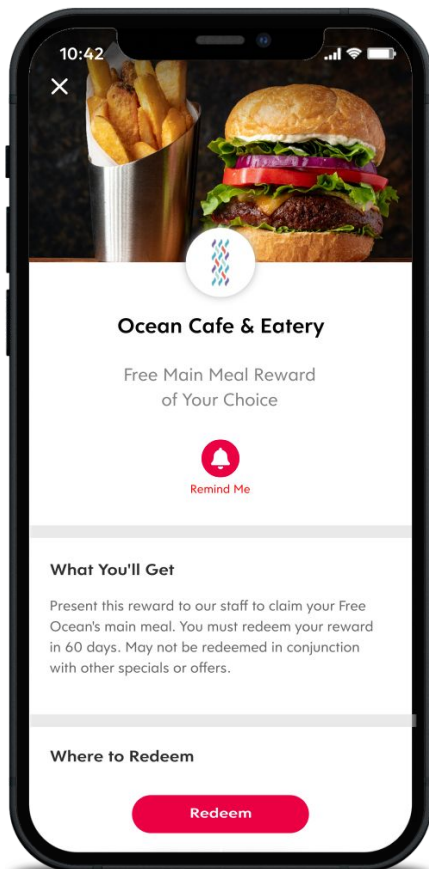 10:42
Ocean Cafe & Eatery
Free Main Meal Reward
of Your Choice
Remind Me
What You'll Get
Present this reward to our staff to claim your Free
Ocean's main meal. You must redeem your reward
in 60 days. May not be redeemed in conjunction
with other specials or offers.
Where to Redeem
Redeem